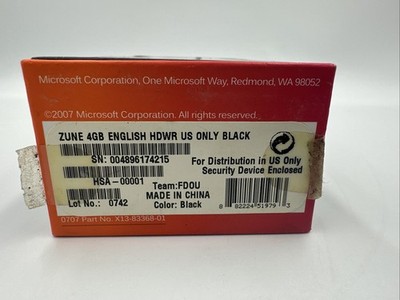 Microsoft Corporation, One Microsoft Way, Redmond, WA 98052
©2007 Microsoft Corporation. All rights reserved.
ZUNE 4GB ENGLISH HDWR US ONLY BLACK
SN: 004896174215
For Distribution in US Only
Security Device Enclosed
HSA-00001
Team:FDOU
MADE IN CHINA
Lot No.: 0742
Color: Black
8 82224 51979 3
0707 Part No. X13-83368-01